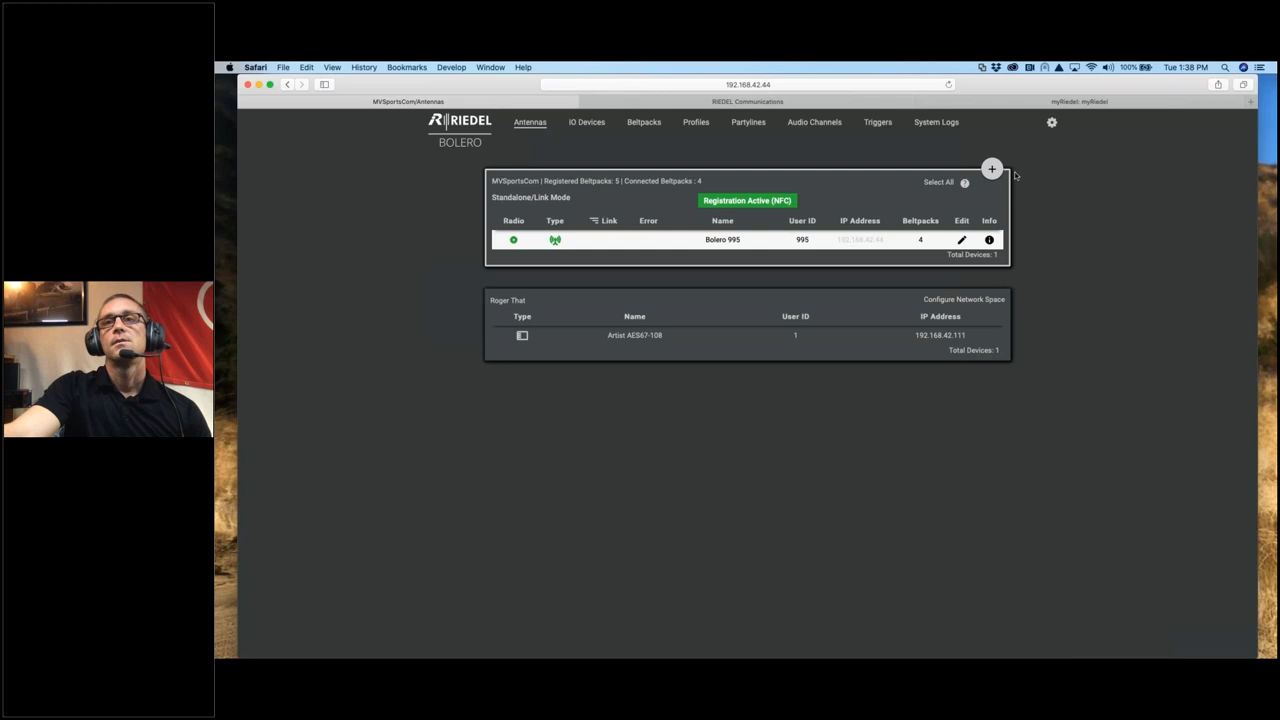 Safari File Edit View History Bookmarks Develop Window Help 100% Tue 1:38 PM
192.168.42.44
MVSportsCom/Antennas RIEDEL Communications myRiedel: myRiedel
RIEDEL
BOLERO
Antennas IO Devices Beltpacks Profiles Partylines Audio Channels Triggers System Logs
MVSportsCom | Registered Beltpacks: 5 | Connected Beltpacks : 4 Select All
Standalone/Link Mode Registration Active (NFC)
Radio Type Link Error Name User ID IP Address Beltpacks Edit Info
Bolero 995 995 192.168.42.44 4
Total Devices: 1
Roger That Configure Network Space
Type Name User ID IP Address
Artist AES67-108 1 192.168.42.111
Total Devices: 1